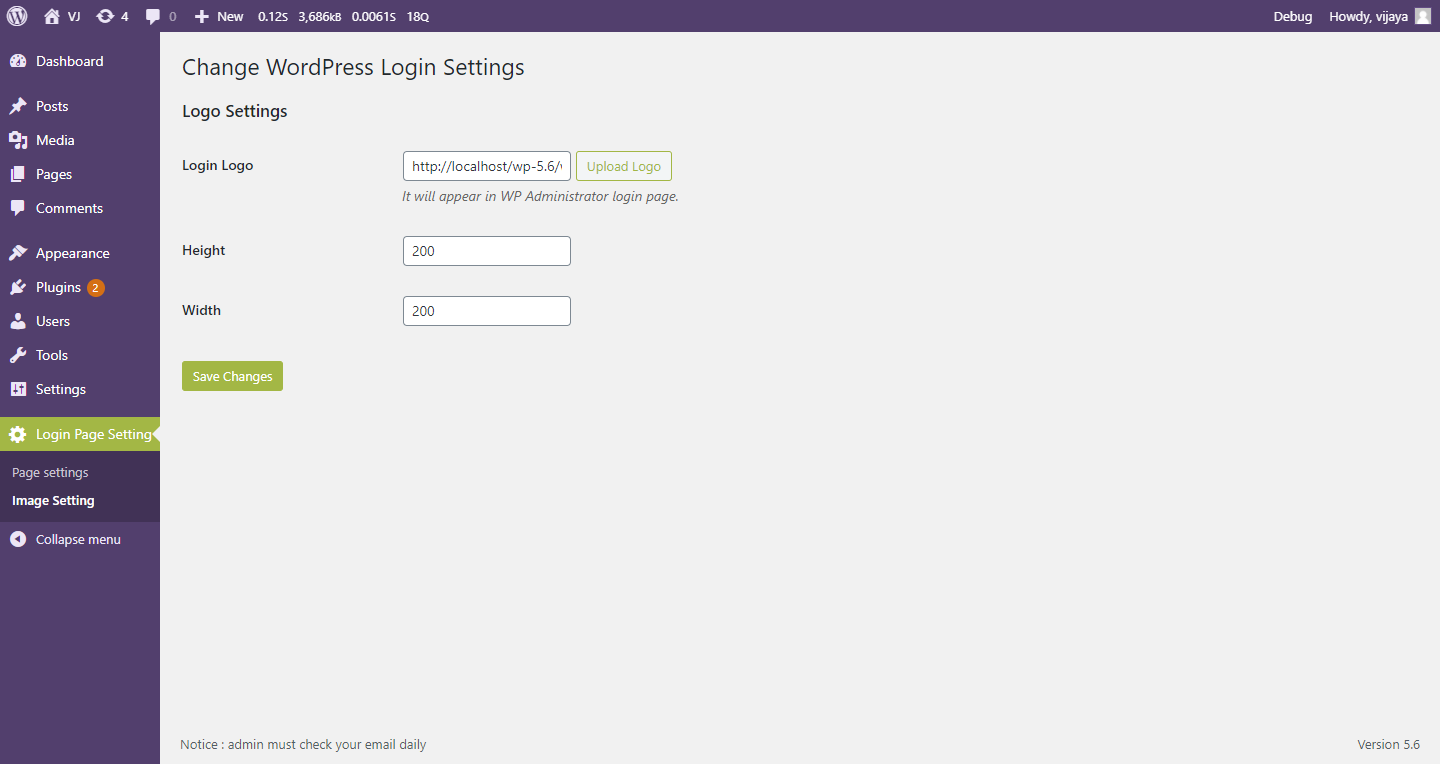 VJ 4 0 New 0.12S 3,686KB 0.0061S 18Q Debug Howdy, vijaya
Dashboard
Posts
Media
Pages
Comments
Appearance
Plugins 2
Users
Tools
Settings
Login Page Setting
Page settings
Image Setting
Collapse menu
Change WordPress Login Settings
Logo Settings
Login Logo http://localhost/wp-5.6/ Upload Logo
It will appear in WP Administrator login page.
Height 200
Width 200
Save Changes
Notice : admin must check your email daily Version 5.6